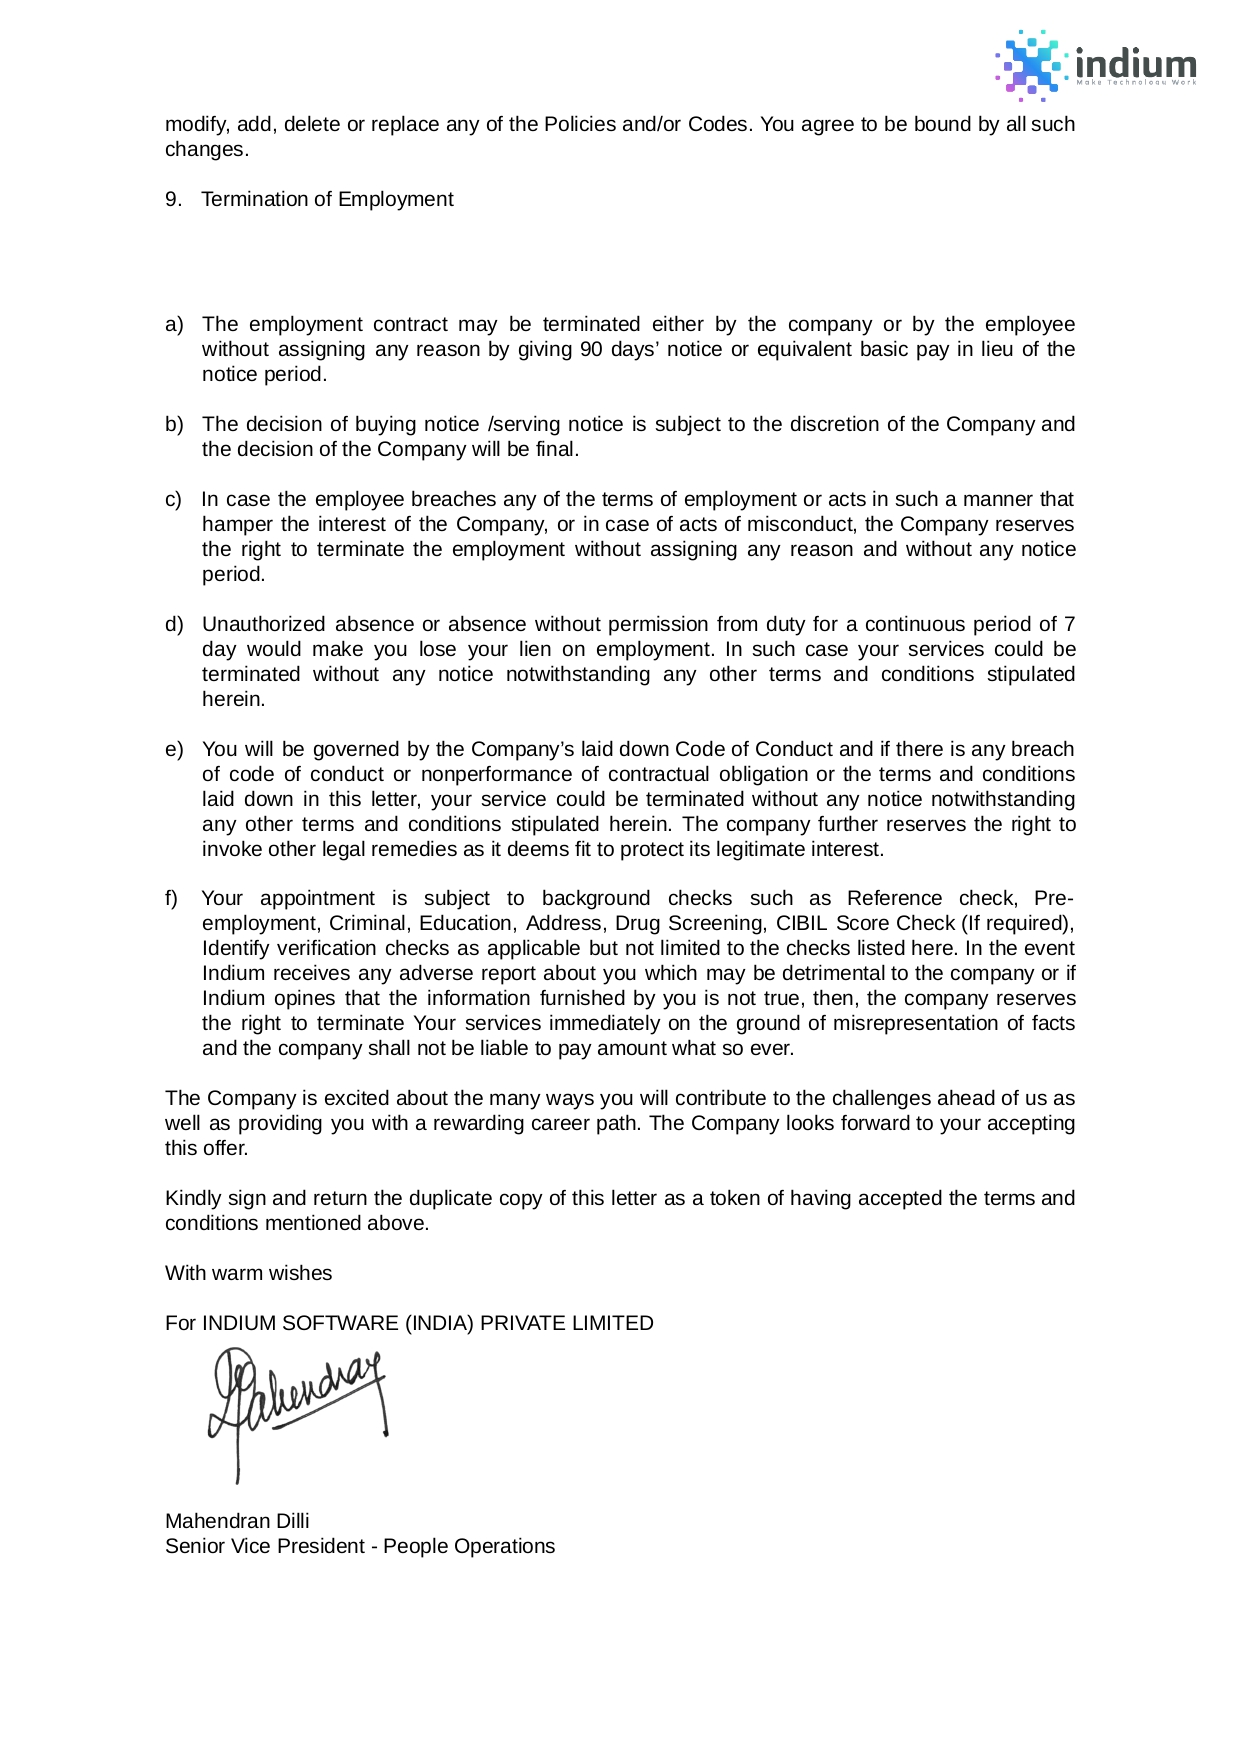 indium
Make Technology Work
modify, add, delete or replace any of the Policies and/or Codes. You agree to be bound by all such
changes.
9. Termination of Employment
a) The employment contract may be terminated either by the company or by the employee
without assigning any reason by giving 90 days’ notice or equivalent basic pay in lieu of the
notice period.
b) The decision of buying notice /serving notice is subject to the discretion of the Company and
the decision of the Company will be final.
c) In case the employee breaches any of the terms of employment or acts in such a manner that
hamper the interest of the Company, or in case of acts of misconduct, the Company reserves
the right to terminate the employment without assigning any reason and without any notice
period.
d) Unauthorized absence or absence without permission from duty for a continuous period of 7
day would make you lose your lien on employment. In such case your services could be
terminated without any notice notwithstanding any other terms and conditions stipulated
herein.
e) You will be governed by the Company’s laid down Code of Conduct and if there is any breach
of code of conduct or nonperformance of contractual obligation or the terms and conditions
laid down in this letter, your service could be terminated without any notice notwithstanding
any other terms and conditions stipulated herein. The company further reserves the right to
invoke other legal remedies as it deems fit to protect its legitimate interest.
f) Your appointment is subject to background checks such as Reference check, Pre-
employment, Criminal, Education, Address, Drug Screening, CIBIL Score Check (If required),
Identify verification checks as applicable but not limited to the checks listed here. In the event
Indium receives any adverse report about you which may be detrimental to the company or if
Indium opines that the information furnished by you is not true, then, the company reserves
the right to terminate Your services immediately on the ground of misrepresentation of facts
and the company shall not be liable to pay amount what so ever.
The Company is excited about the many ways you will contribute to the challenges ahead of us as
well as providing you with a rewarding career path. The Company looks forward to your accepting
this offer.
Kindly sign and return the duplicate copy of this letter as a token of having accepted the terms and
conditions mentioned above.
With warm wishes
For INDIUM SOFTWARE (INDIA) PRIVATE LIMITED
Mahendran Dilli
Senior Vice President - People Operations